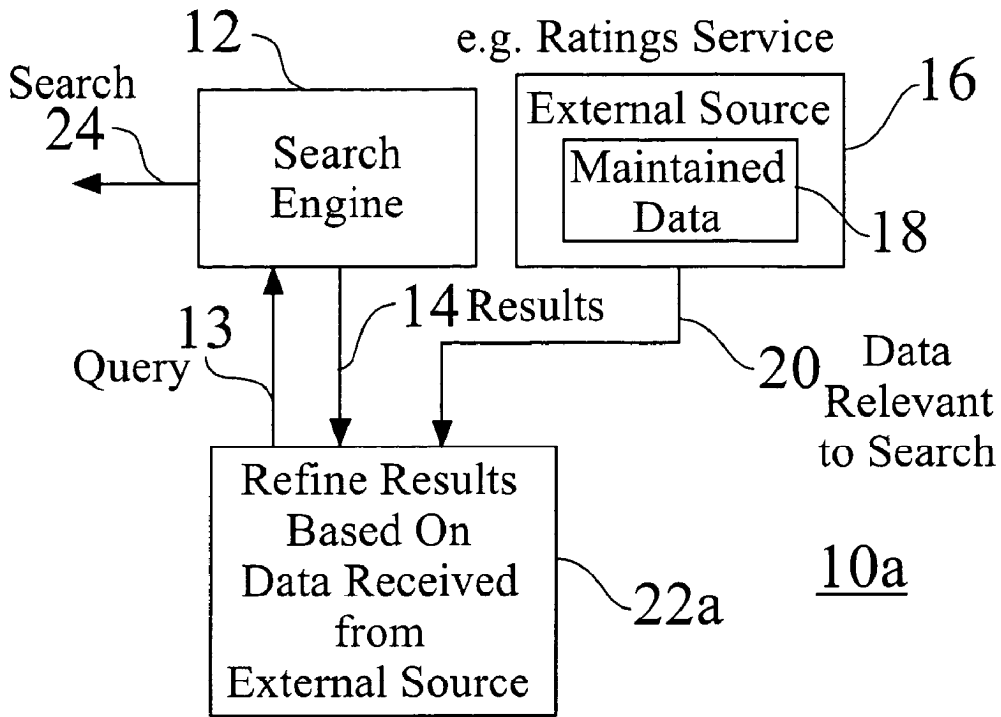 12
e.g. Ratings Service
Search
24
Search
Engine
External Source
Maintained
Data
16
18
14 Results
13
Query
20
Data
Relevant
to Search
Refine Results
Based On
Data Received
from
External Source
22a
10a